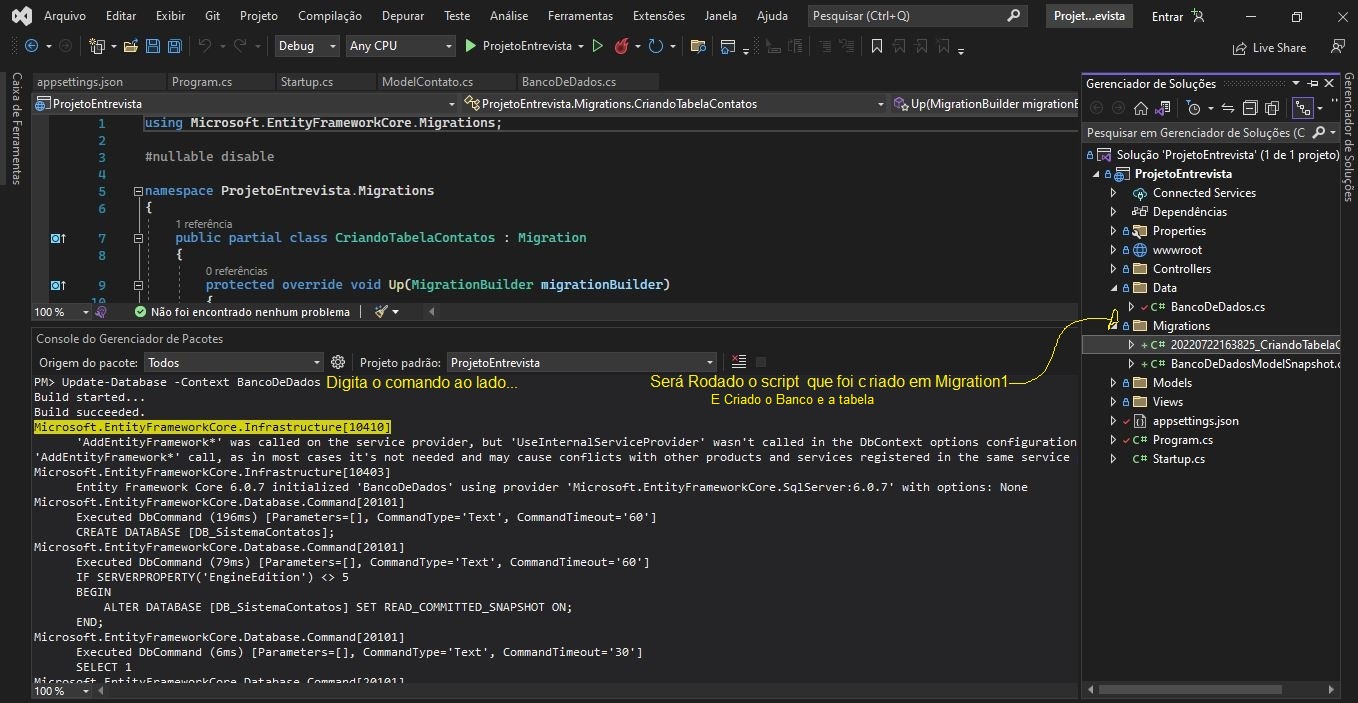 Arquivo Editar Exibir Git Projeto Compilação Depurar Teste Análise Ferramentas Extensões Janela Ajuda Pesquisar (Ctrl+Q) Projet...evista Entrar
Debug Any CPU ProjetoEntrevista Live Share
Caixa de Ferramentas
appsettings.json Program.cs Startup.cs ModelContato.cs BancoDeDados.cs
ProjetoEntrevista ProjetoEntrevista.Migrations.CriandoTabelaContatos Up(MigrationBuilder migrationE
1 using Microsoft.EntityFrameworkCore.Migrations;
2
3 #nullable disable
4
5 namespace ProjetoEntrevista.Migrations
6 {
1 referência
7 public partial class CriandoTabelaContatos : Migration
8 {
0 referências
9 protected override void Up(MigrationBuilder migrationBuilder)
10 {
100 % Não foi encontrado nenhum problema
Console do Gerenciador de Pacotes
Origem do pacote: Todos Projeto padrão: ProjetoEntrevista
PM> Update-Database -Context BancoDeDados Digita o comando ao lado... Será Rodado o script que foi c riado em Migration1
E Criado o Banco e a tabela
Build started...
Build succeeded.
Microsoft.EntityFrameworkCore.Infrastructure[10410]
'AddEntityFramework*' was called on the service provider, but 'UseInternalServiceProvider' wasn't called in the DbContext options configuration
'AddEntityFramework*' call, as in most cases it's not needed and may cause conflicts with other products and services registered in the same service
Microsoft.EntityFrameworkCore.Infrastructure[10403]
Entity Framework Core 6.0.7 initialized 'BancoDeDados' using provider 'Microsoft.EntityFrameworkCore.SqlServer:6.0.7' with options: None
Microsoft.EntityFrameworkCore.Database.Command[20101]
Executed DbCommand (196ms) [Parameters=[], CommandType='Text', CommandTimeout='60']
CREATE DATABASE [DB_SistemaContatos];
Microsoft.EntityFrameworkCore.Database.Command[20101]
Executed DbCommand (79ms) [Parameters=[], CommandType='Text', CommandTimeout='60']
IF SERVERPROPERTY('EngineEdition') <> 5
BEGIN
ALTER DATABASE [DB_SistemaContatos] SET READ_COMMITTED_SNAPSHOT ON;
END;
Microsoft.EntityFrameworkCore.Database.Command[20101]
Executed DbCommand (6ms) [Parameters=[], CommandType='Text', CommandTimeout='30']
SELECT 1
Microsoft.EntityFrameworkCore.Database.Command[20101]
100 %
Gerenciador de Soluções
Pesquisar em Gerenciador de Soluções (C
Solução 'ProjetoEntrevista' (1 de 1 projeto)
ProjetoEntrevista
Connected Services
Dependências
Properties
wwwroot
Controllers
Data
C# BancoDeDados.cs
Migrations
C# 20220722163825_CriandoTabelaC
C# BancoDeDadosModelSnapshot.c
Models
Views
appsettings.json
C# Program.cs
C# Startup.cs
Gerenciador de Soluções